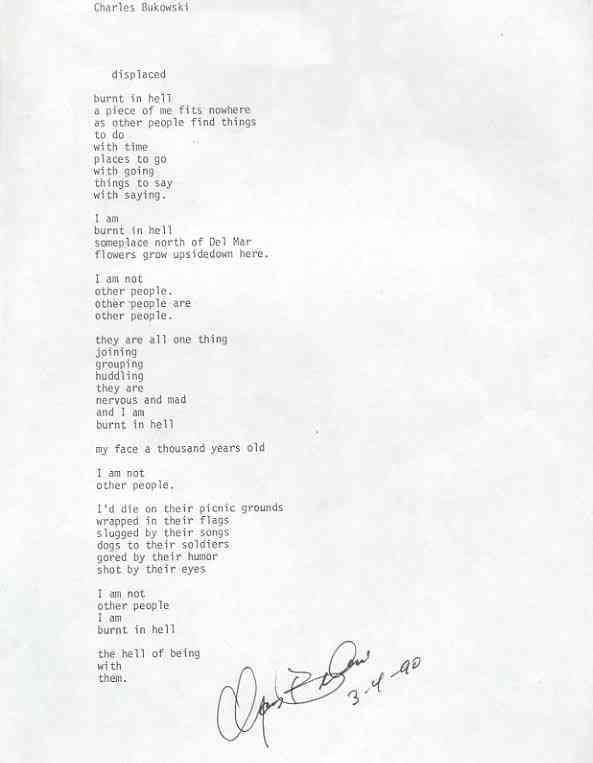 Charles Bukowski
displaced
burnt in hell
a piece of me fits nowhere
as other people find things
to do
with time
places to go
with going
things to say
with saying.
I am
burnt in hell
someplace north of Del Mar
flowers grow upsidedown here.
I am not
other people.
other people are
other people.
they are all one thing
joining
grouping
huddling
they are
nervous and mad
and I am
burnt in hell
my face a thousand years old
I am not
other people.
I'd die on their picnic grounds
wrapped in their flags
slugged by their songs
dogs to their soldiers
gored by their humor
shot by their eyes
I am not
other people
I am
burnt in hell
the hell of being
with
them.
3-4-90